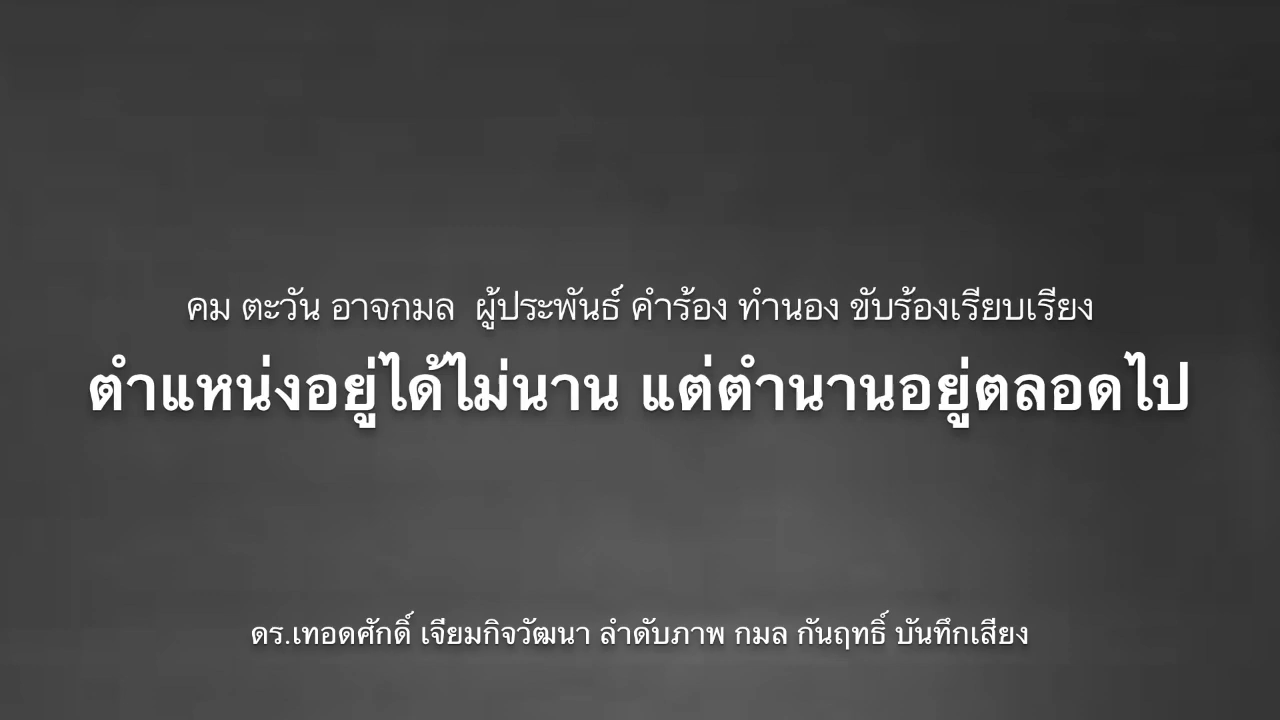 คม ตะวัน อาจกมล  ผู้ประพันธ์ คำร้อง ทำนอง ขับร้องเรียบเรียง
ตำแหน่งอยู่ได้ไม่นาน แต่ตำนานอยู่ตลอดไป
ดร.เทอดศักดิ์ เจียมกิจวัฒนา ลำดับภาพ กมล กันฤทธิ์ บันทึกเสียง